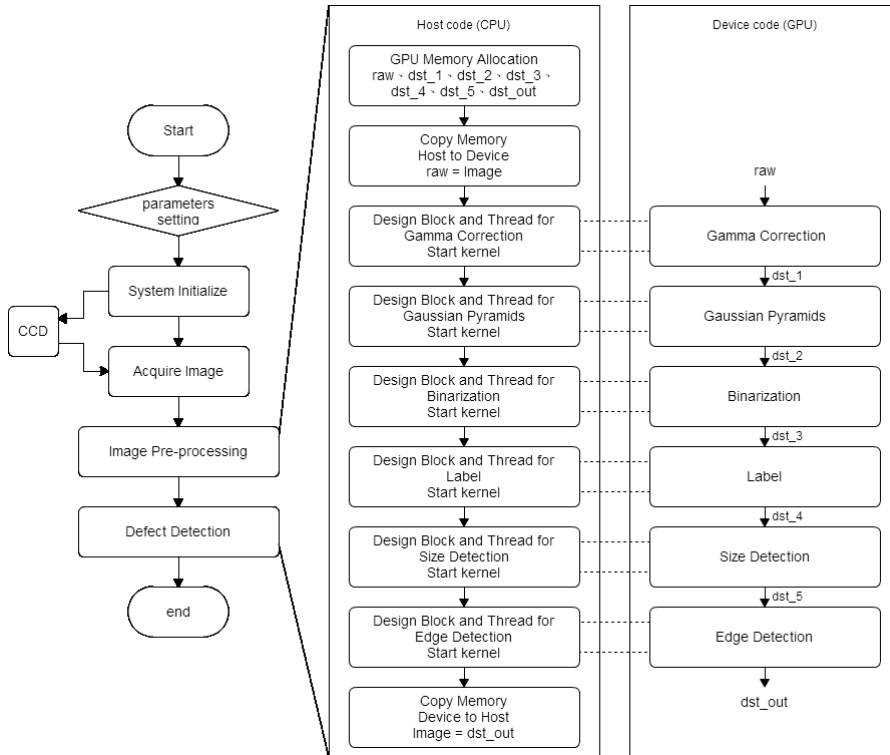 Start
parameters
setting
System Initialize
CCD
Acquire Image
Image Pre-processing
Defect Detection
end
Host code (CPU)
GPU Memory Allocation
raw、dst_1、dst_2、dst_3、
dst_4、dst_5、dst_out
Copy Memory
Host to Device
raw = Image
Design Block and Thread for
Gamma Correction
Start kernel
Design Block and Thread for
Gaussian Pyramids
Start kernel
Design Block and Thread for
Binarization
Start kernel
Design Block and Thread for
Label
Start kernel
Design Block and Thread for
Size Detection
Start kernel
Design Block and Thread for
Edge Detection
Start kernel
Copy Memory
Device to Host
Image = dst_out
Device code (GPU)
raw
Gamma Correction
dst_1
Gaussian Pyramids
dst_2
Binarization
dst_3
Label
dst_4
Size Detection
dst_5
Edge Detection
dst_out